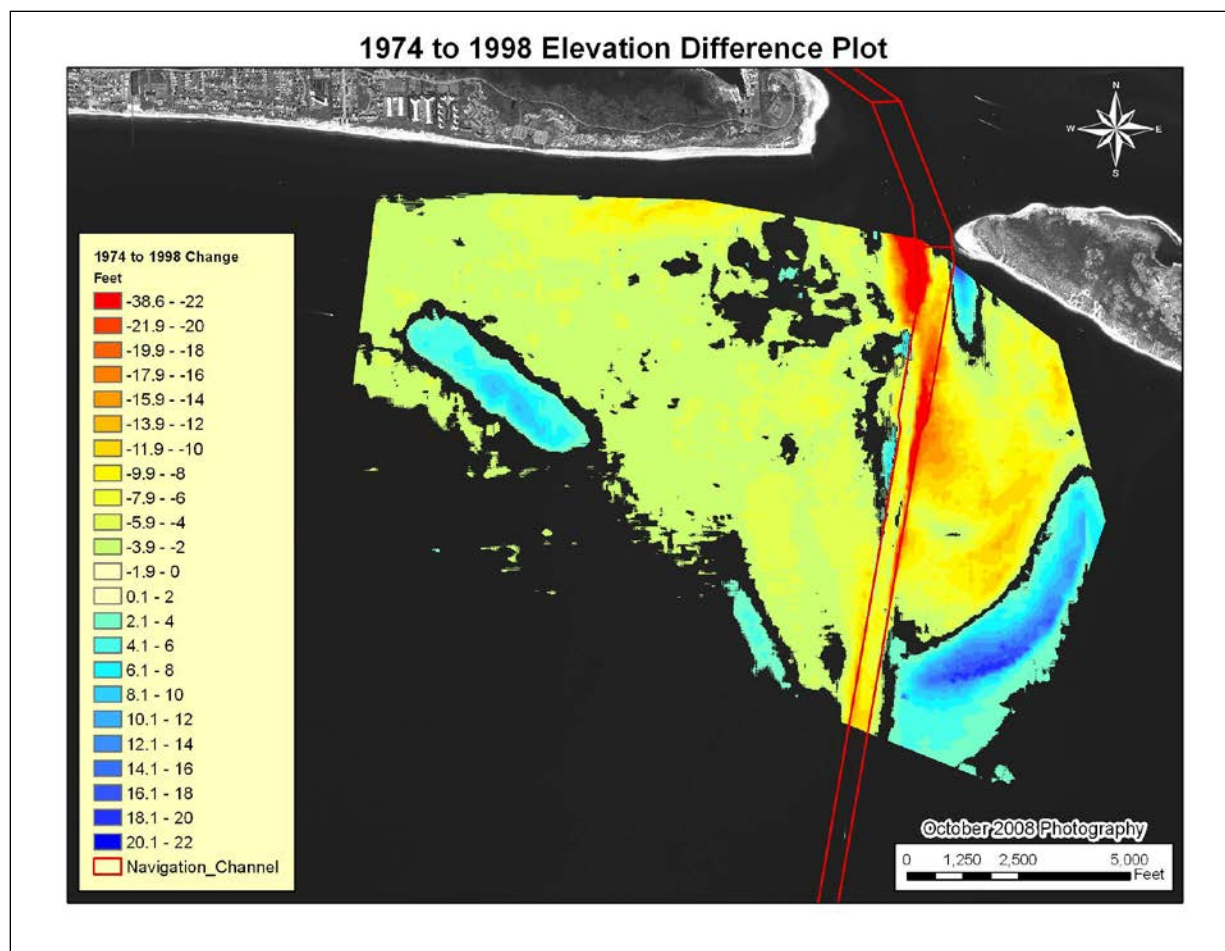 1974 to 1998 Elevation Difference Plot
N
W E
S
1974 to 1998 Change
Feet
-38.6 - -22
-21.9 - -20
-19.9 - -18
-17.9 - -16
-15.9 - -14
-13.9 - -12
-11.9 - -10
-9.9 - -8
-7.9 - -6
-5.9 - -4
-3.9 - -2
-1.9 - 0
0.1 - 2
2.1 - 4
4.1 - 6
6.1 - 8
8.1 - 10
10.1 - 12
12.1 - 14
14.1 - 16
16.1 - 18
18.1 - 20
20.1 - 22
Navigation_Channel
October 2008 Photography
0 1,250 2,500 5,000
Feet